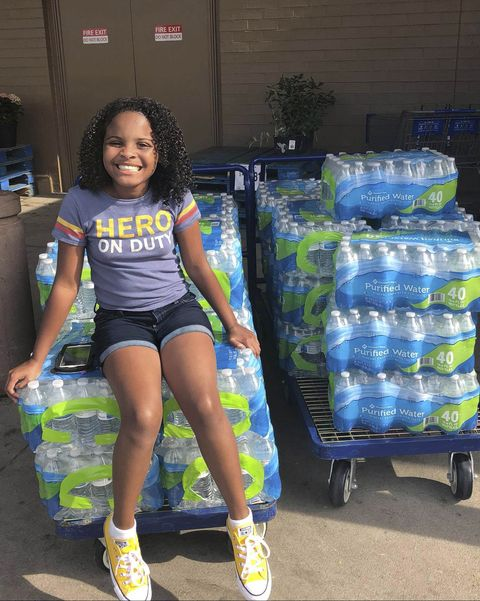 FIRE EXIT
DO NOT BLOCK
FIRE EXIT
DO NOT BLOCK
HERO
ON DUTY
Purified Water
40
Purified Water
40
Purified Water
40
Purified Water
40